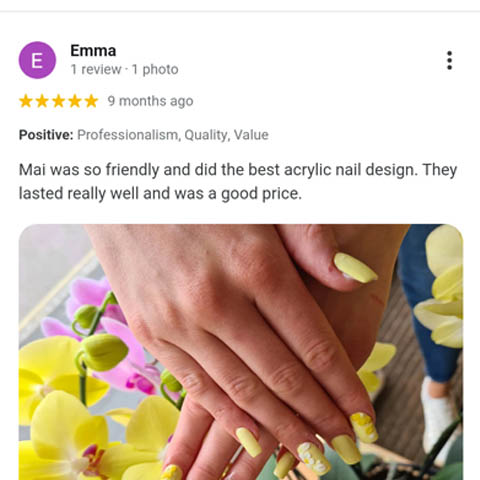 E
Emma
1 review · 1 photo
9 months ago
Positive: Professionalism, Quality, Value
Mai was so friendly and did the best acrylic nail design. They
lasted really well and was a good price.